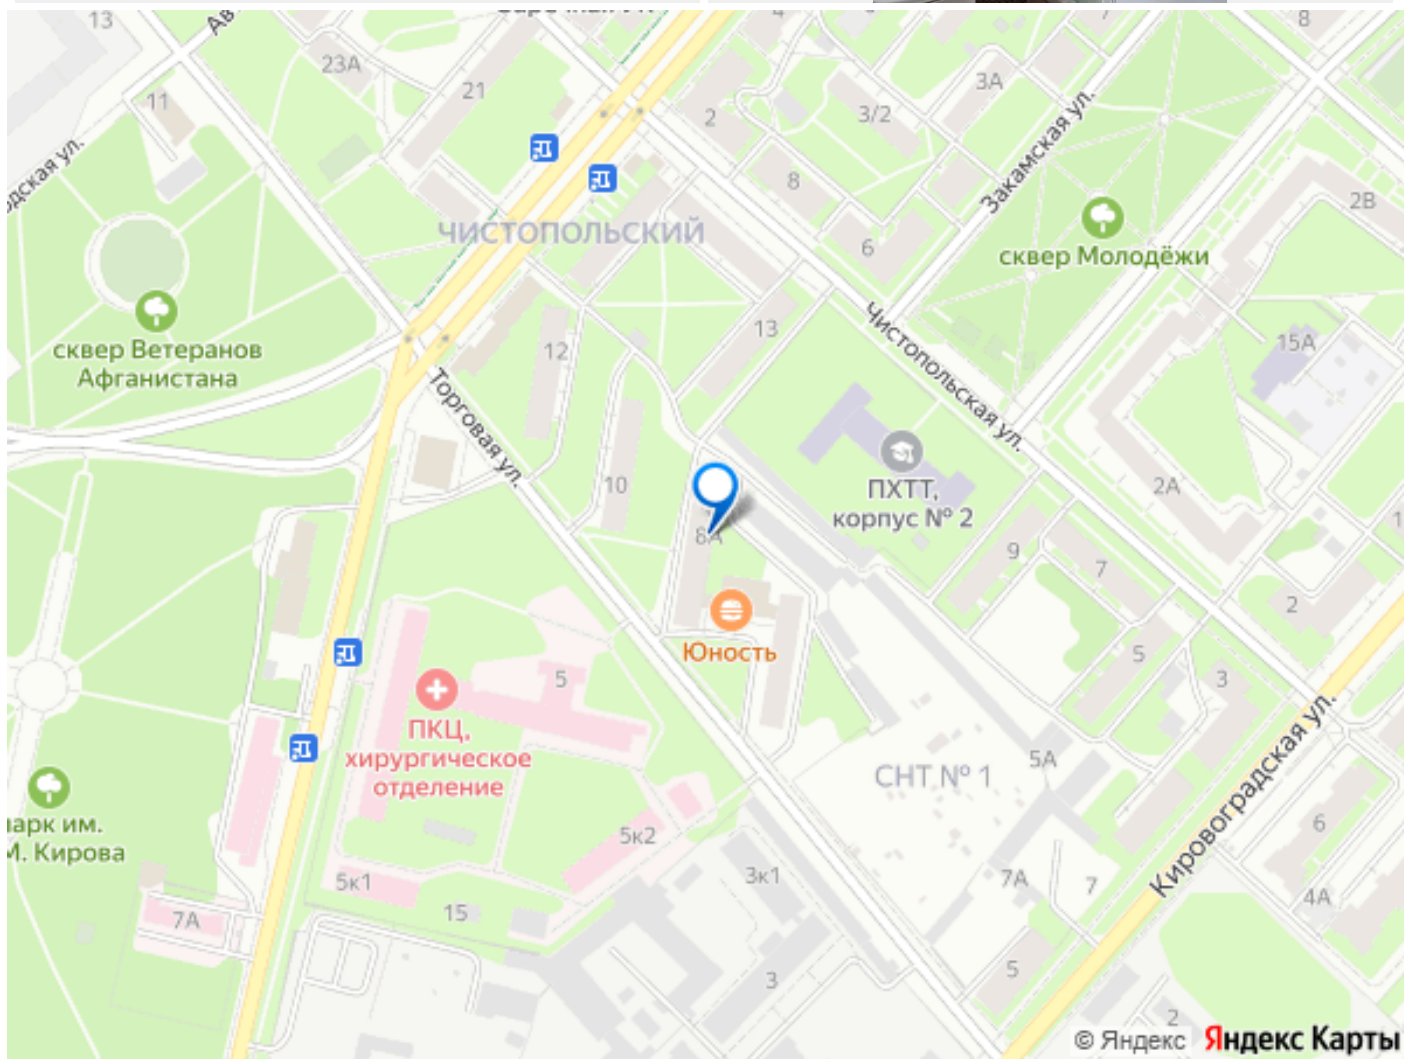 13
8
4
7
23А
21
11
2
3/2
3А
Закамская ул.
8
6
2В
ЧИСТОПОЛЬСКИЙ
сквер Молодёжи
сквер Ветеранов
Афганистана
12
13
Чистопольская ул.
15А
Торговая ул.
10
8А
ПХТТ,
корпус № 2
2А
9
7
2
Юность
5
3
5
ПКЦ,
хирургическое
отделение
СНТ № 1
5А
Кировоградская ул.
парк им.
М. Кирова
5к2
6
5к1
3к1
7А
7
4А
15
7А
5
3
2
© Яндекс Яндекс Карты